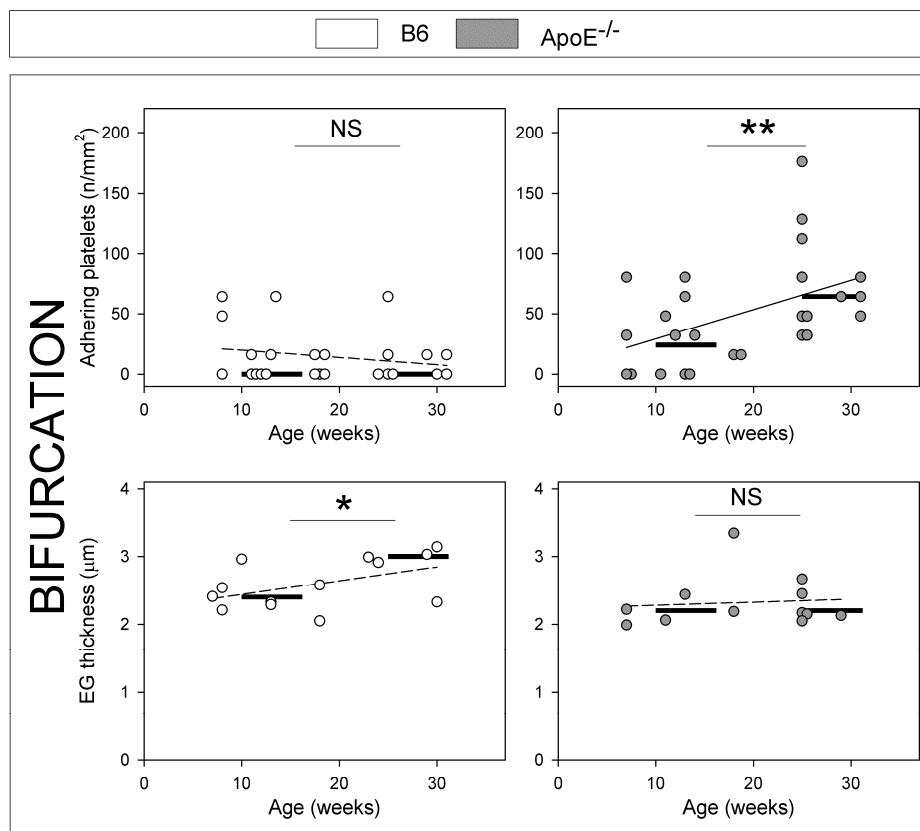 B6 ApoE-/-
BIFURCATION
Adhering platelets (n/mm2)
NS
200
150
100
50
0
0 10 20 30
Age (weeks)
**
200
150
100
50
0
0 10 20 30
Age (weeks)
EG thickness (μm)
*
4
3
2
1
0
0 10 20 30
Age (weeks)
NS
4
3
2
1
0
0 10 20 30
Age (weeks)